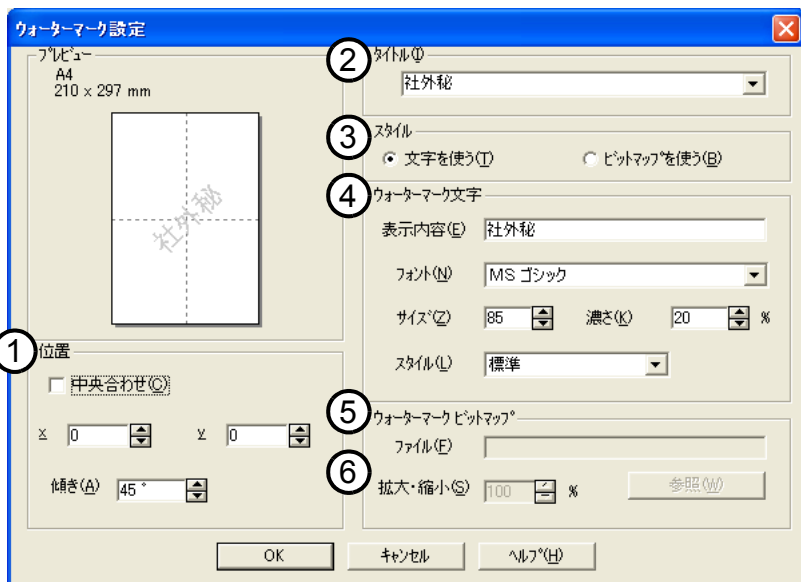 ウォーターマーク設定
プレビュー
A4
210 x 297 mm
社外秘
① 位置
中央合わせ(C)
X 0 Y 0
傾き(A) 45 °
② タイトル(I)
社外秘
③ スタイル
文字を使う(T) ビットマップを使う(B)
④ ウォーターマーク文字
表示内容(E) 社外秘
フォント(N) MS ゴシック
サイズ(Z) 85 濃さ(K) 20 %
スタイル(L) 標準
⑤ ウォーターマーク ビットマップ
ファイル(F)
⑥ 拡大・縮小(S) 100 % 参照(W)
OK キャンセル ヘルプ(H)